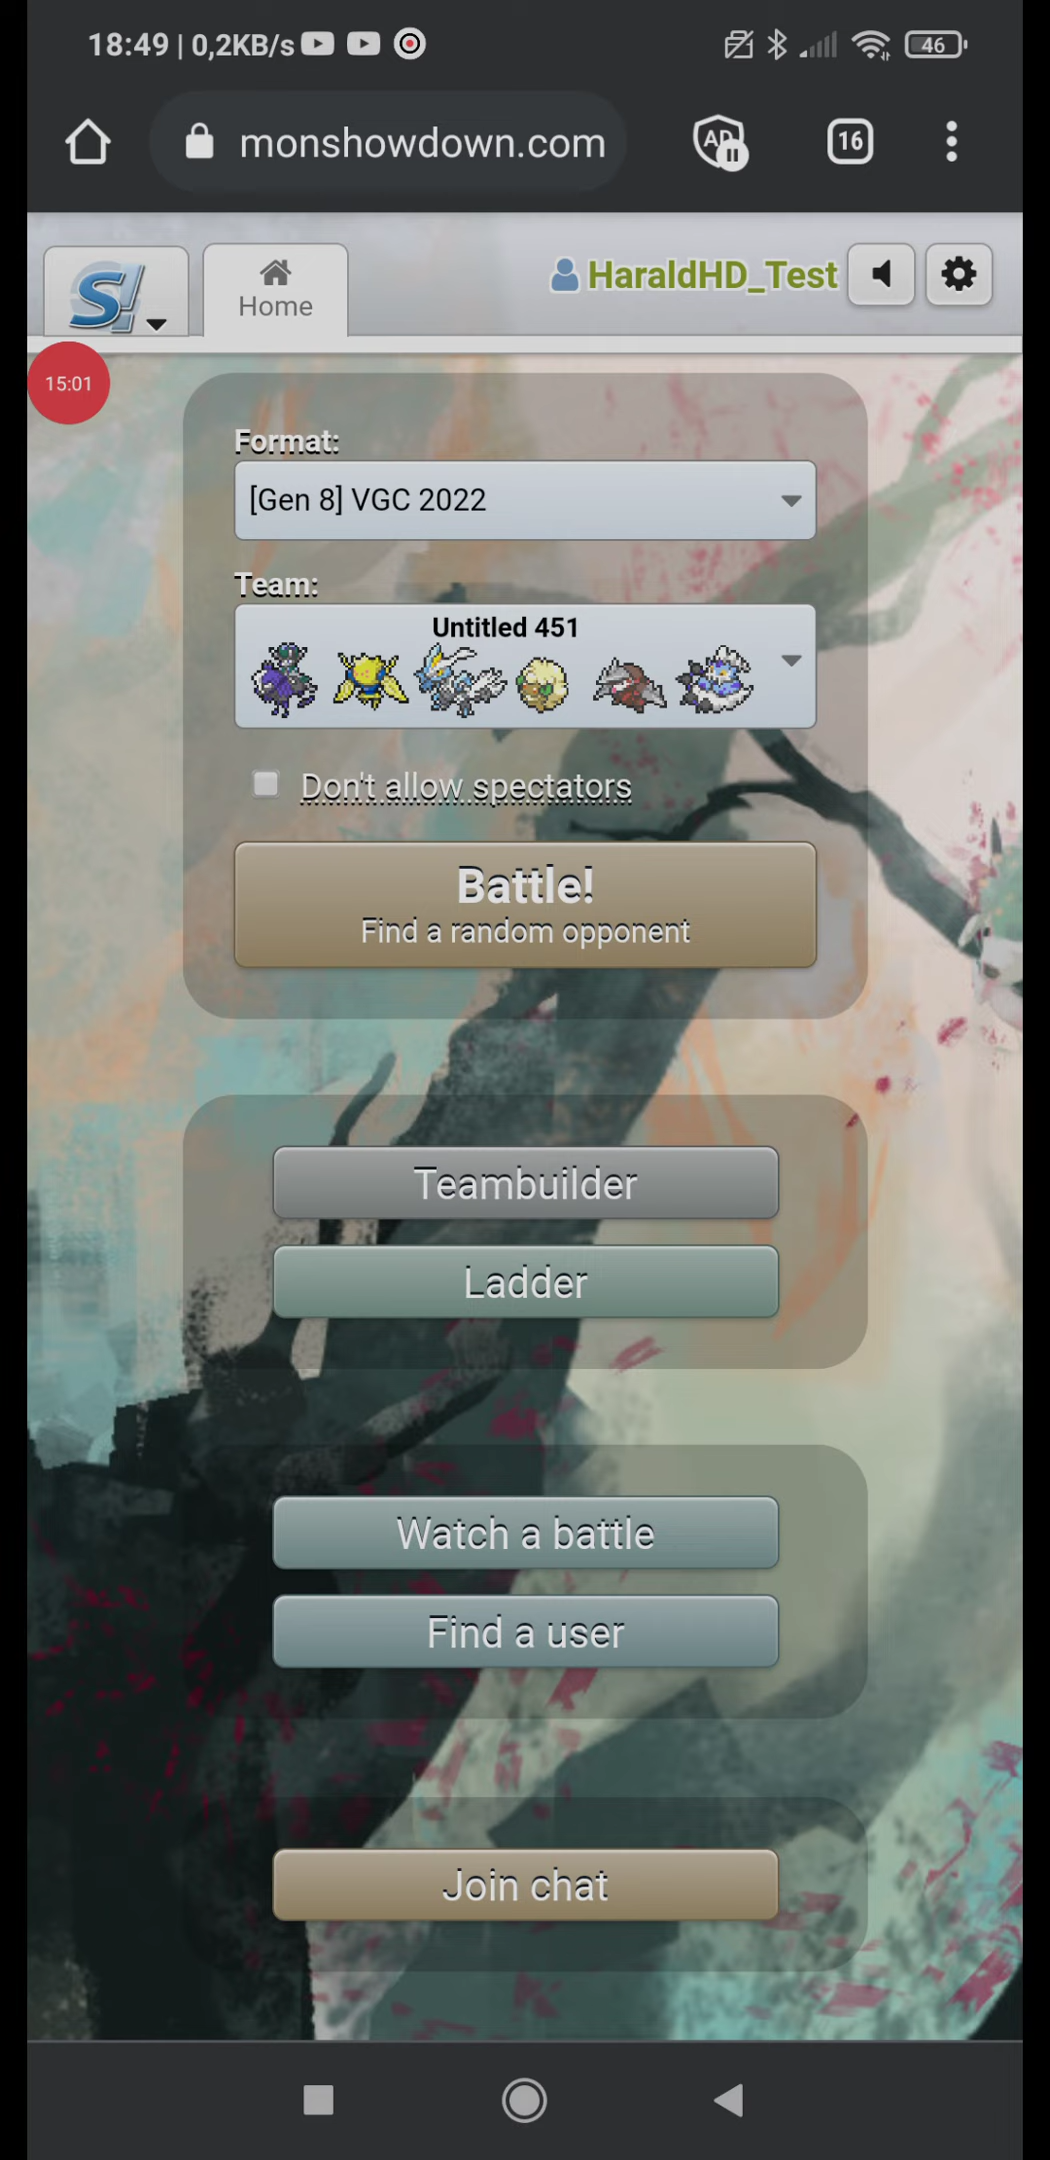 18:49 | 0,2KB/s
46
monshowdown.com
AD
16
S!
Home
HaraldHD_Test
15:01
Format:
[Gen 8] VGC 2022
Team:
Untitled 451
Don't allow spectators
Battle!
Find a random opponent
Teambuilder
Ladder
Watch a battle
Find a user
Join chat